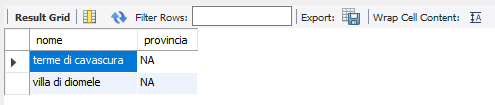 Result Grid Filter Rows: Export: Wrap Cell Content:
nome provincia
terme di cavascura NA
villa di diomele NA